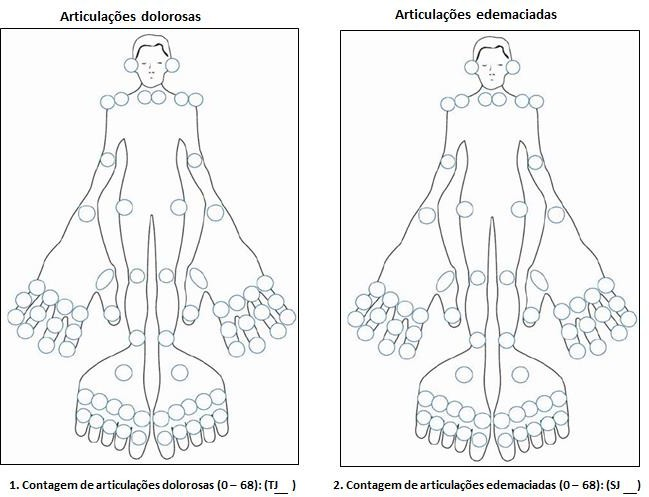 Articulações dolorosas
Articulações edemaciadas
1. Contagem de articulações dolorosas (0 – 68): (TJ__ )
2. Contagem de articulações edemaciadas (0 – 68): (SJ __ )